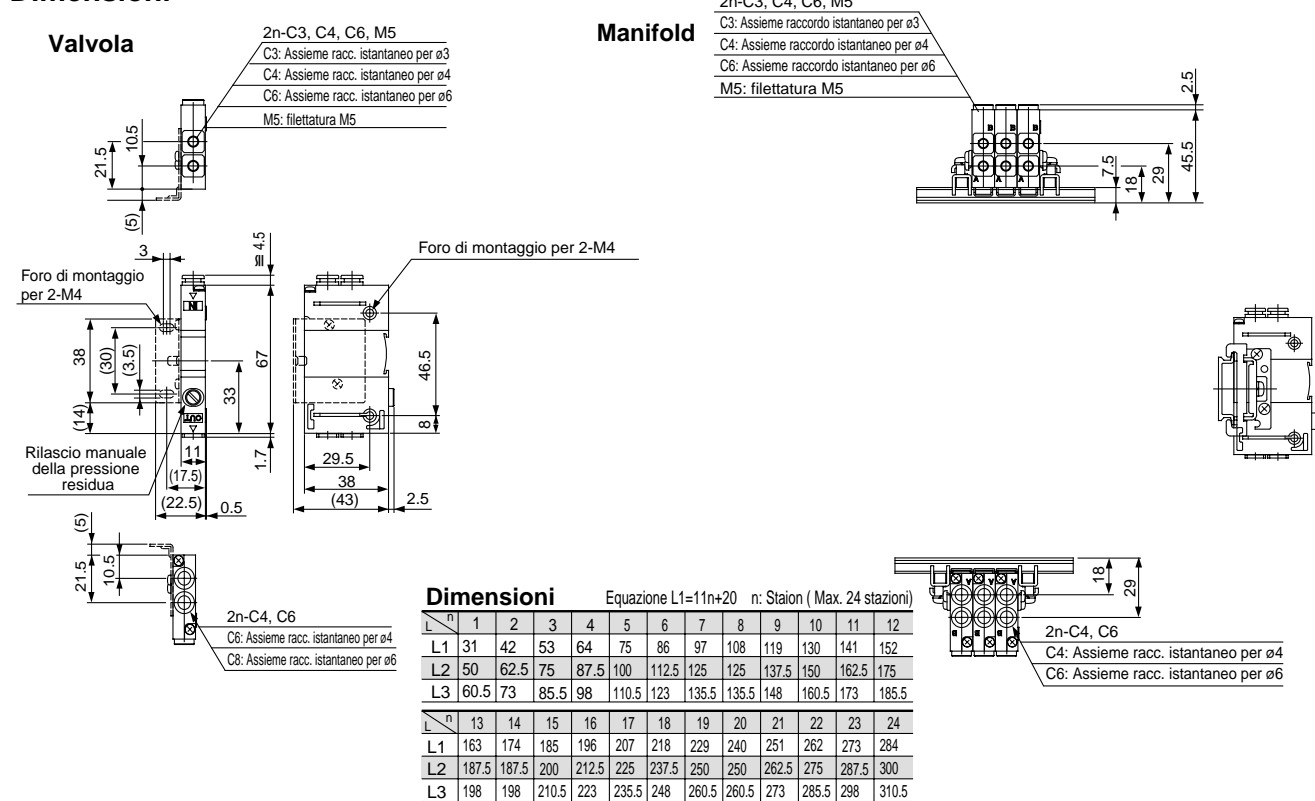 Dimensioni
Valvola
2n-C3, C4, C6, M5
C3: Assieme racc. istantaneo per ø3
C4: Assieme racc. istantaneo per ø4
C6: Assieme racc. istantaneo per ø6
M5: filettatura M5
21.5
10.5
(5)
Manifold
2n-C3, C4, C6, M5
C3: Assieme raccordo istantaneo per ø3
C4: Assieme raccordo istantaneo per ø4
C6: Assieme raccordo istantaneo per ø6
M5: filettatura M5
B B B
A A A
2.5
7.5
18
29
45.5
3
4.5
Foro di montaggio
per 2-M4
IN
OUT
38
(30)
(3.5)
(14)
67
33
1.7
11
(17.5)
(22.5)
0.5
Rilascio manuale
della pressione
residua
Foro di montaggio per 2-M4
46.5
8
29.5
38
(43)
2.5
(5)
21.5
10.5
2n-C4, C6
C6: Assieme racc. istantaneo per ø4
C8: Assieme racc. istantaneo per ø6
18
29
A A A
B B B
2n-C4, C6
C4: Assieme racc. istantaneo per ø4
C6: Assieme racc. istantaneo per ø6
Dimensioni Equazione L1=11n+20 n: Staion ( Max. 24 stazioni)
L n 1 2 3 4 5 6 7 8 9 10 11 12
L1 31 42 53 64 75 86 97 108 119 130 141 152
L2 50 62.5 75 87.5 100 112.5 125 125 137.5 150 162.5 175
L3 60.5 73 85.5 98 110.5 123 135.5 135.5 148 160.5 173 185.5
L n 13 14 15 16 17 18 19 20 21 22 23 24
L1 163 174 185 196 207 218 229 240 251 262 273 284
L2 187.5 187.5 200 212.5 225 237.5 250 250 262.5 275 287.5 300
L3 198 198 210.5 223 235.5 248 260.5 260.5 273 285.5 298 310.5